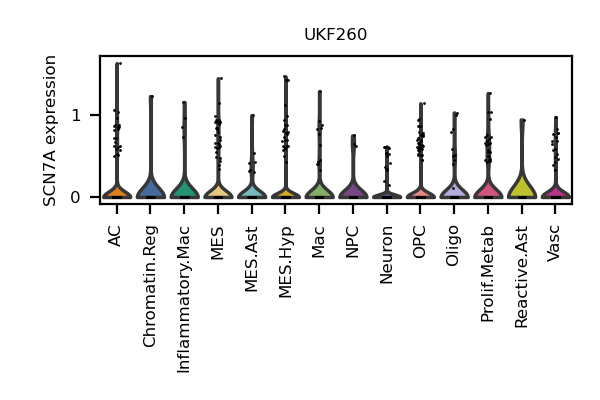 UKF260
SCN7A expression
1
0
AC
Chromatin.Reg
Inflammatory.Mac
MES
MES.Ast
MES.Hyp
Mac
NPC
Neuron
OPC
Oligo
Prolif.Metab
Reactive.Ast
Vasc